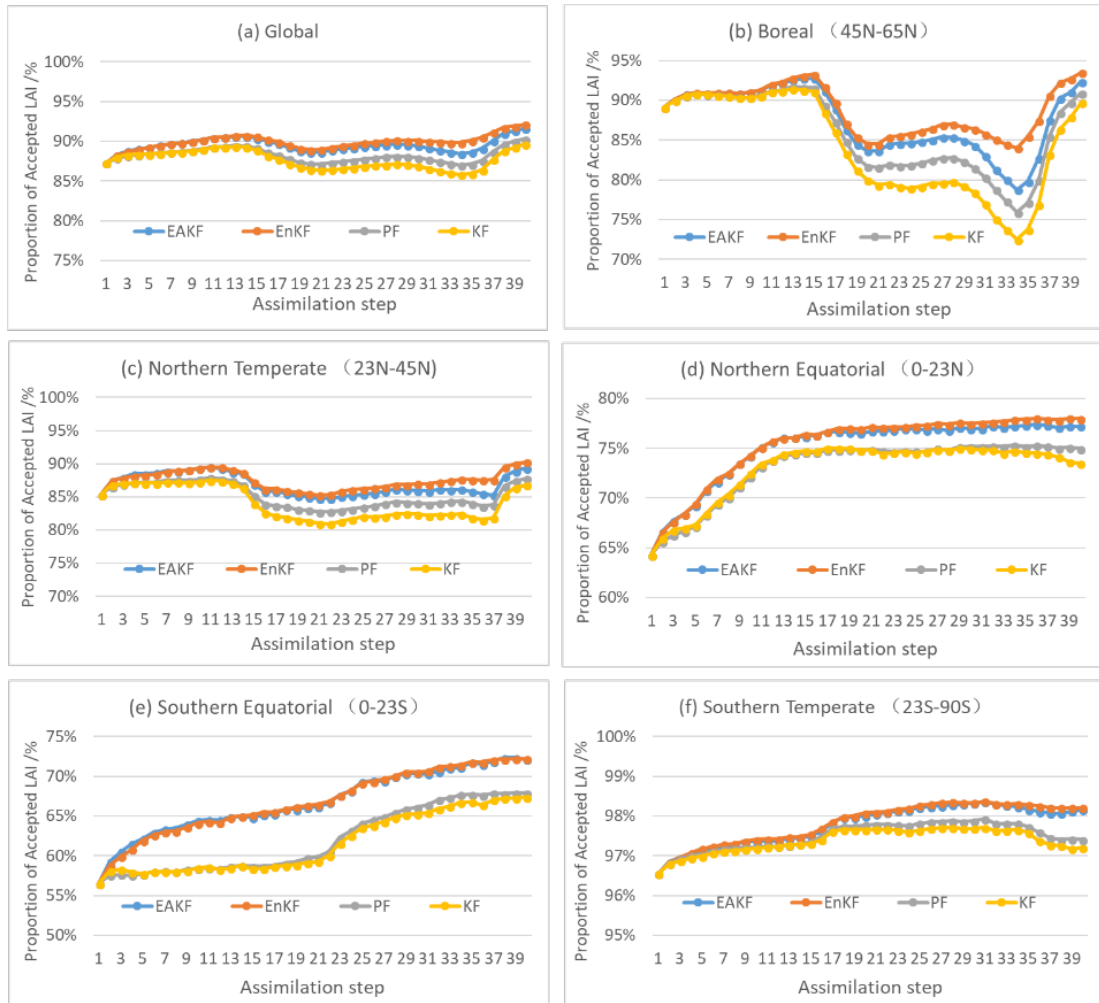 (a) Global
Proportion of Accepted LAI /%
100%
95%
90%
85%
80%
75%
EAKF EnKF PF KF
1 3 5 7 9 11 13 15 17 19 21 23 25 27 29 31 33 35 37 39
Assimilation step
(b) Boreal （45N-65N）
Proportion of Accepted LAI /%
95%
90%
85%
80%
75%
70%
EAKF EnKF PF KF
1 3 5 7 9 11 13 15 17 19 21 23 25 27 29 31 33 35 37 39
Assimilation step
(c) Northern Temperate （23N-45N)
Proportion of Accepted LAI /%
100%
95%
90%
85%
80%
75%
70%
EAKF EnKF PF KF
1 3 5 7 9 11 13 15 17 19 21 23 25 27 29 31 33 35 37 39
Assimilation step
(d) Northern Equatorial （0-23N）
Proportion of Accepted LAI /%
80%
75%
70%
65%
60%
EAKF EnKF PF KF
1 3 5 7 9 11 13 15 17 19 21 23 25 27 29 31 33 35 37 39
Assimilation step
(e) Southern Equatorial （0-23S）
Proportion of Accepted LAI /%
75%
70%
65%
60%
55%
50%
EAKF EnKF PF KF
1 3 5 7 9 11 13 15 17 19 21 23 25 27 29 31 33 35 37 39
Assimilation step
(f) Southern Temperate （23S-90S）
Proportion of Accepted LAI /%
100%
99%
98%
97%
96%
95%
EAKF EnKF PF KF
1 3 5 7 9 11 13 15 17 19 21 23 25 27 29 31 33 35 37 39
Assimilation step